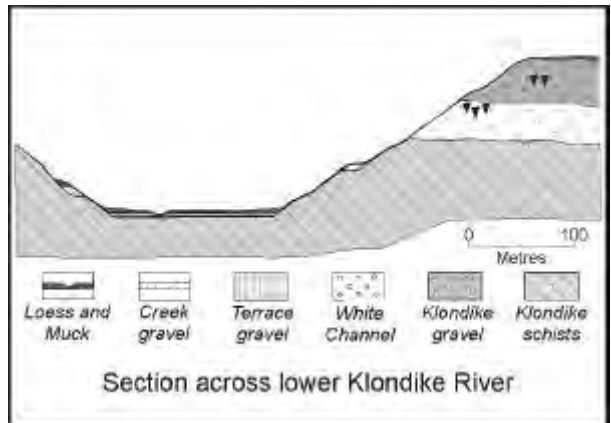 0 100
Metres
Loess and Creek Terrace White Klondike Klondike
Muck gravel gravel Channel gravel schists
Section across lower Klondike River